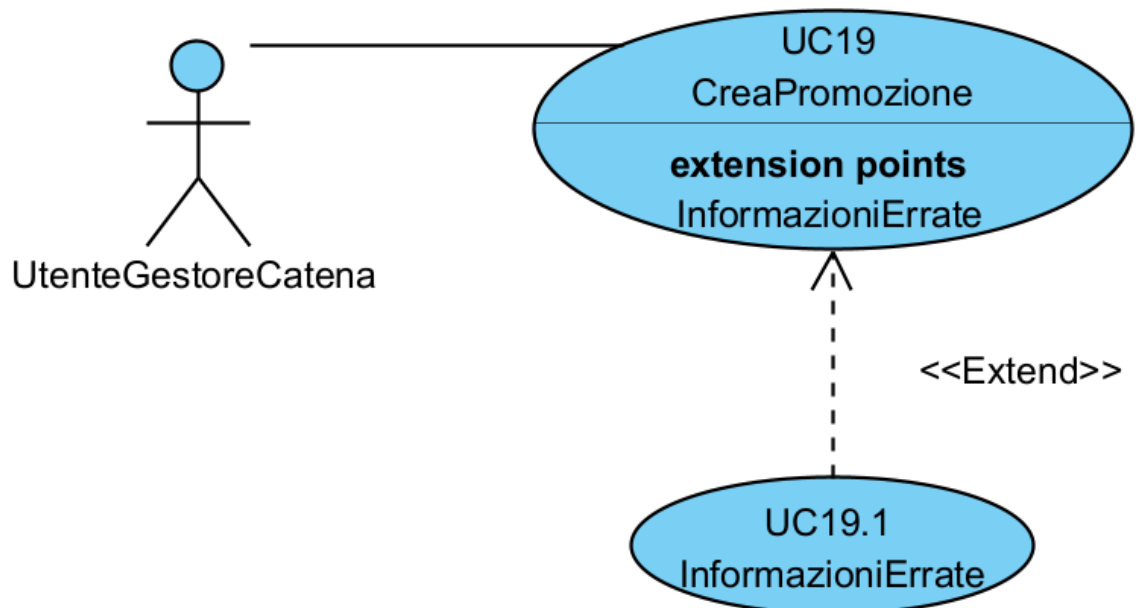 UC19
CreaPromozione
extension points
InformazioniErrate
UtenteGestoreCatena
<<Extend>>
UC19.1
InformazioniErrate